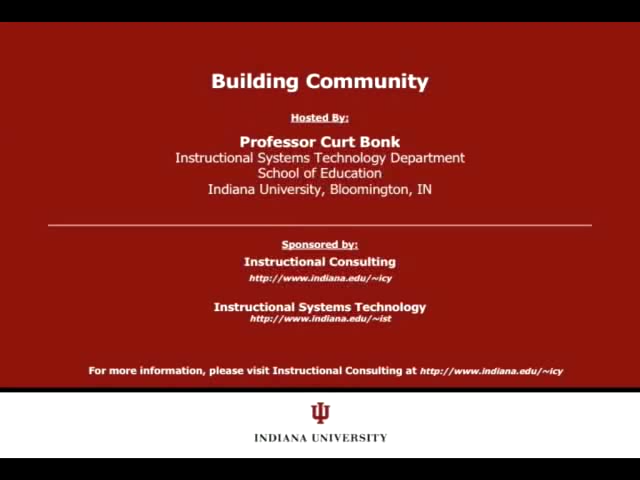 Building Community
Hosted By:
Professor Curt Bonk
Instructional Systems Technology Department
School of Education
Indiana University, Bloomington, IN
Sponsored by:
Instructional Consulting
http://www.indiana.edu/~icy
Instructional Systems Technology
http://www.indiana.edu/~ist
For more information, please visit Instructional Consulting at http://www.indiana.edu/~icy
INDIANA UNIVERSITY